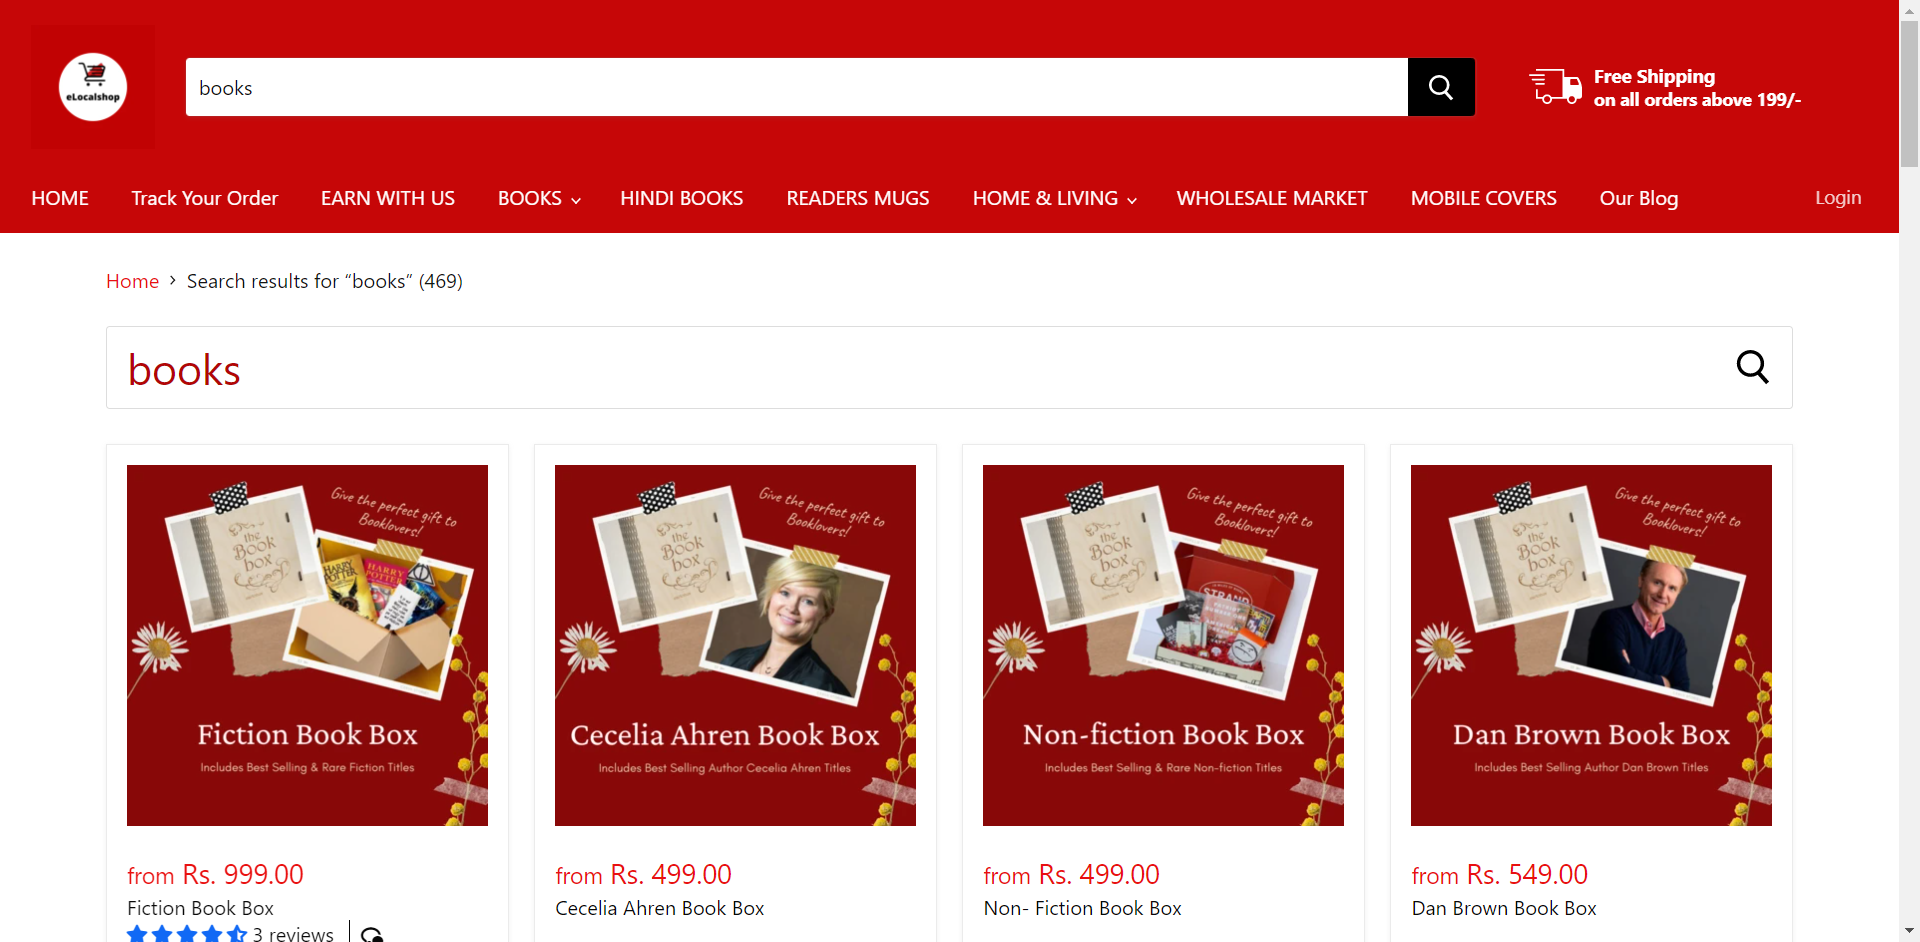 eLocalshop
books
Free Shipping
on all orders above 199/-
HOME
Track Your Order
EARN WITH US
BOOKS
HINDI BOOKS
READERS MUGS
HOME & LIVING
WHOLESALE MARKET
MOBILE COVERS
Our Blog
Login
Home › Search results for “books” (469)
books
Give the perfect gift to
Booklovers!
the
Book
box
HARRY
POTTER
HARRY
POTTER
Fiction Book Box
Includes Best Selling & Rare Fiction Titles
from Rs. 999.00
Fiction Book Box
3 reviews
Give the perfect gift to
Booklovers!
the
Book
box
Cecelia Ahren Book Box
Includes Best Selling Author Cecelia Ahren Titles
from Rs. 499.00
Cecelia Ahren Book Box
Give the perfect gift to
Booklovers!
the
Book
box
STRAND
Non-fiction Book Box
Includes Best Selling & Rare Non-fiction Titles
from Rs. 499.00
Non- Fiction Book Box
Give the perfect gift to
Booklovers!
the
Book
box
Dan Brown Book Box
Includes Best Selling Author Dan Brown Titles
from Rs. 549.00
Dan Brown Book Box